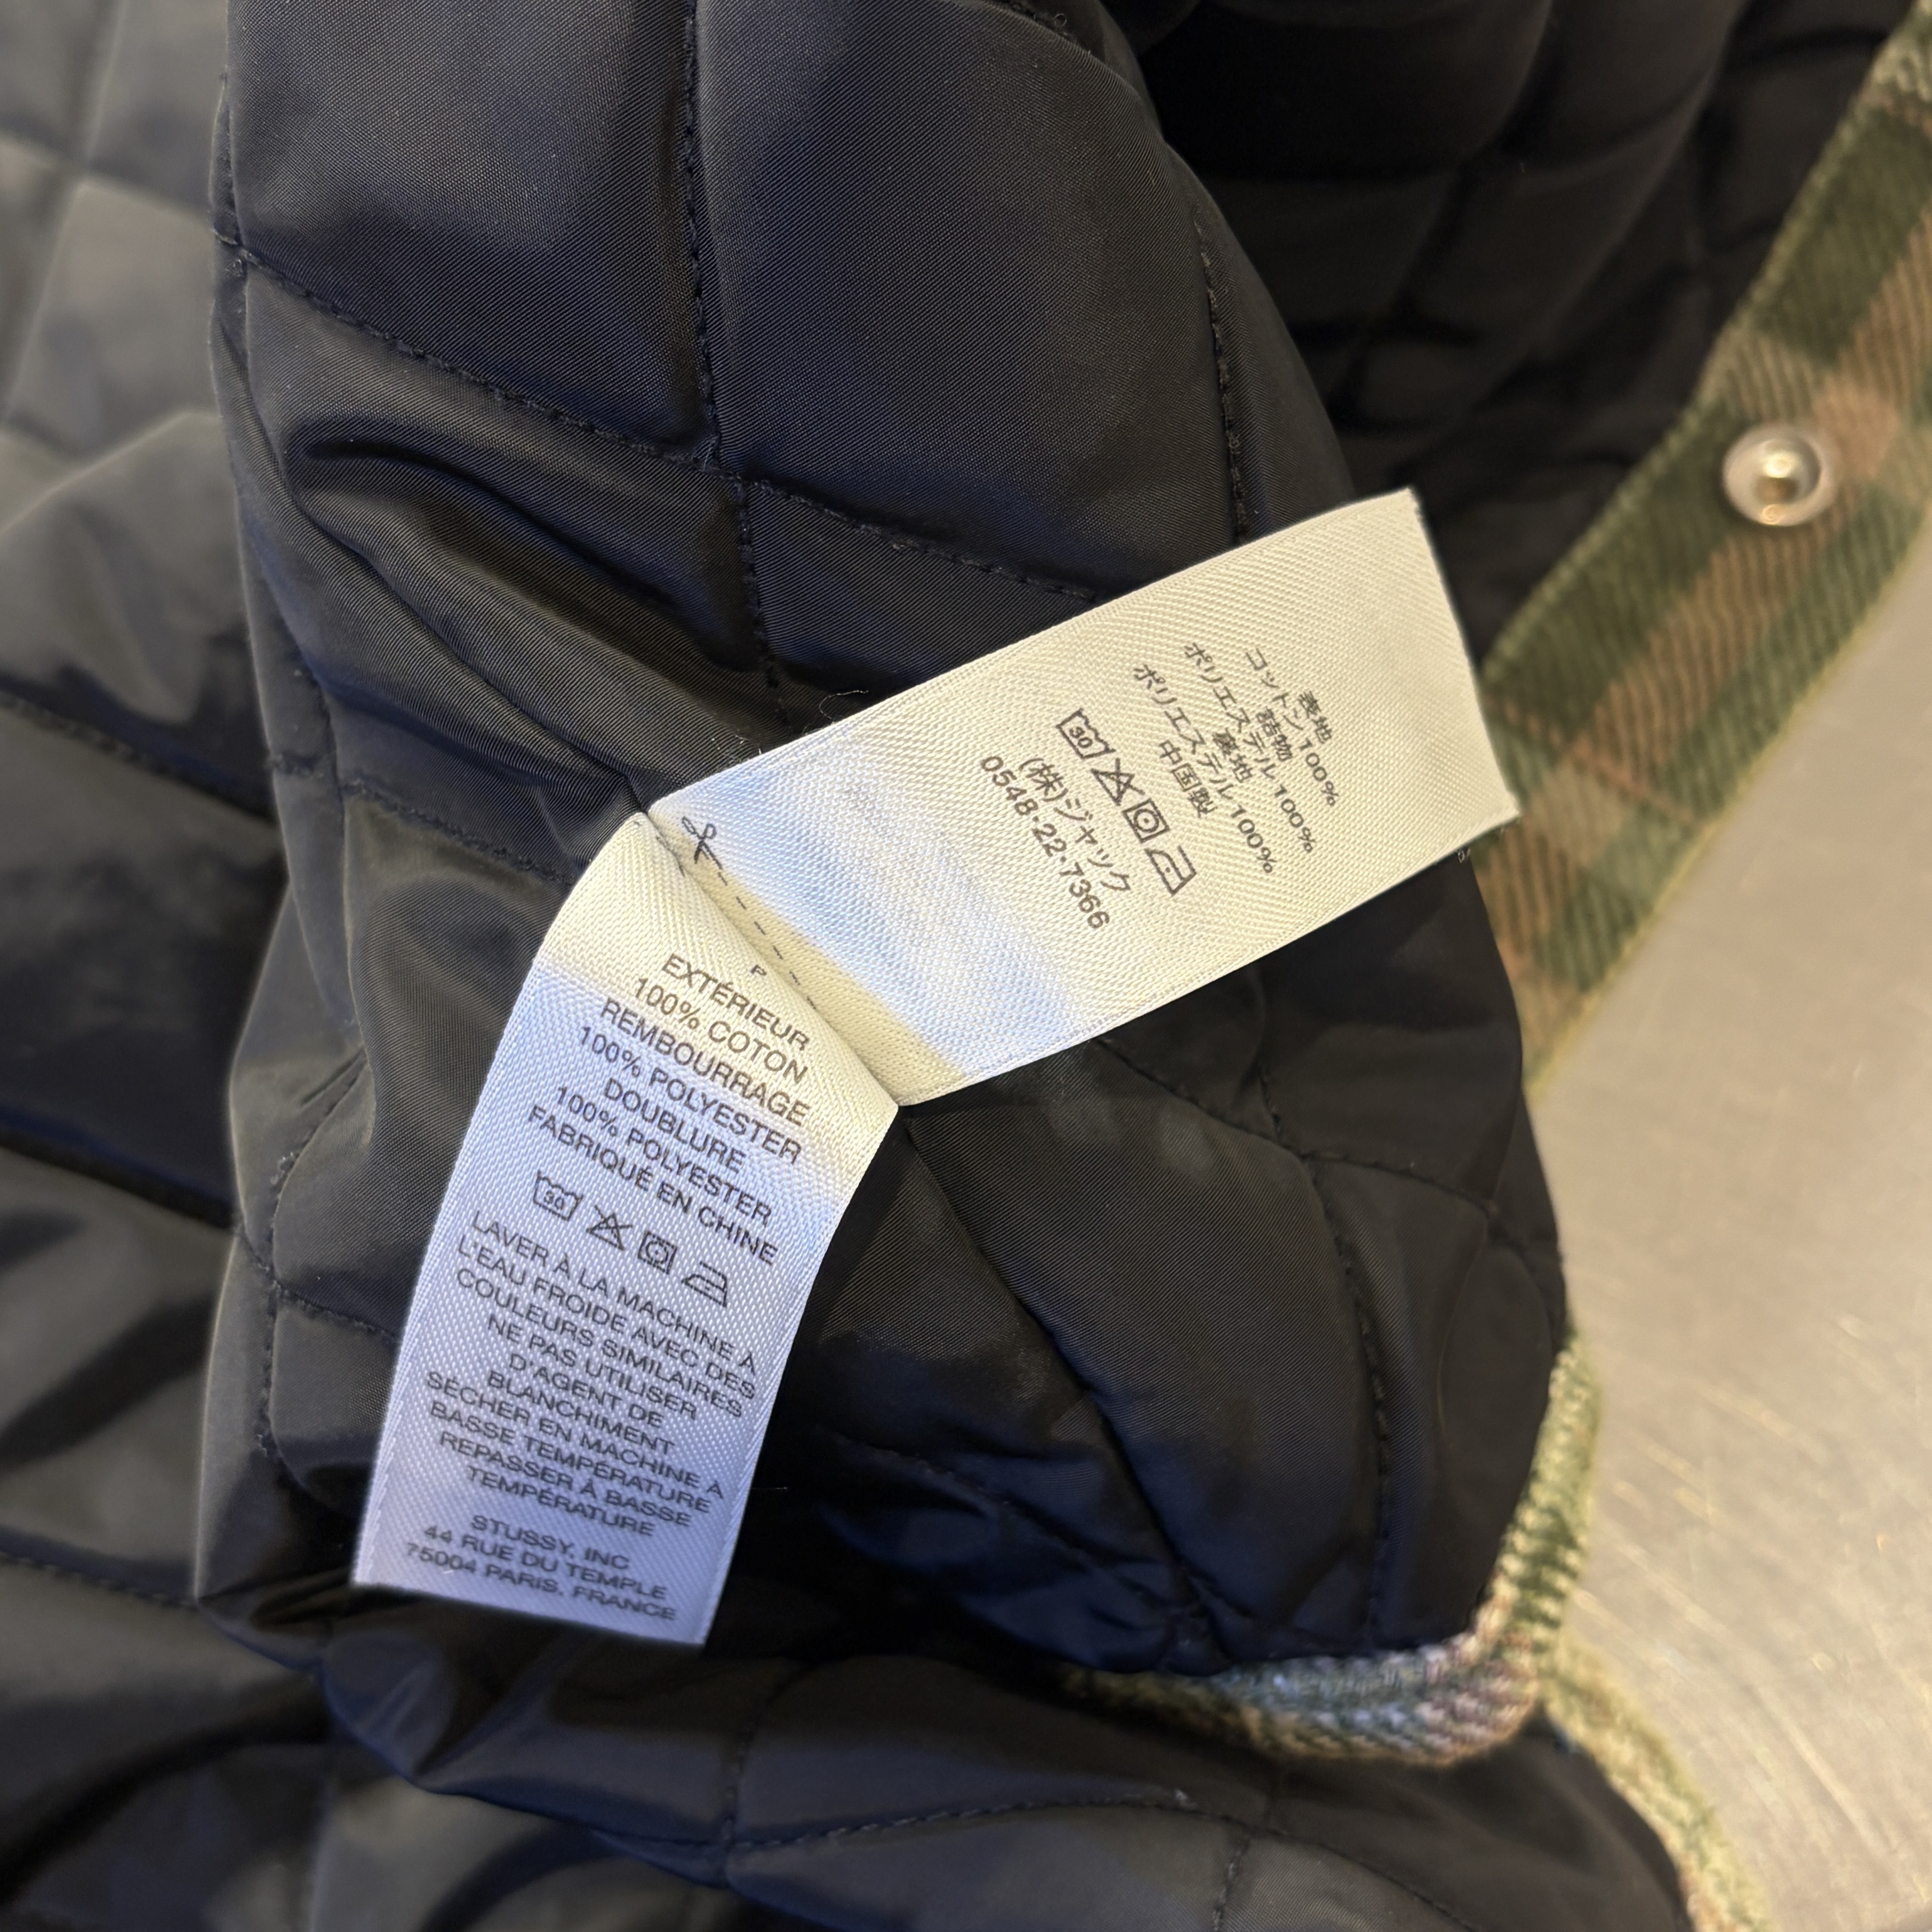 表地
コットン 100%
詰物
ポリエステル 100%
裏地
ポリエステル 100%
中国製
30
(株)ジャック
0548-22-7366
P
EXTÉRIEUR
100% COTON
REMBOURRAGE
100% POLYESTER
DOUBLURE
100% POLYESTER
FABRIQUÉ EN CHINE
30
LAVER À LA MACHINE À
L'EAU FROIDE AVEC DES
COULEURS SIMILAIRES
NE PAS UTILISER
D'AGENT DE
BLANCHIMENT
SÉCHER EN MACHINE À
BASSE TEMPÉRATURE
REPASSER À BASSE
TEMPÉRATURE
STUSSY, INC
44 RUE DU TEMPLE
75004 PARIS, FRANCE